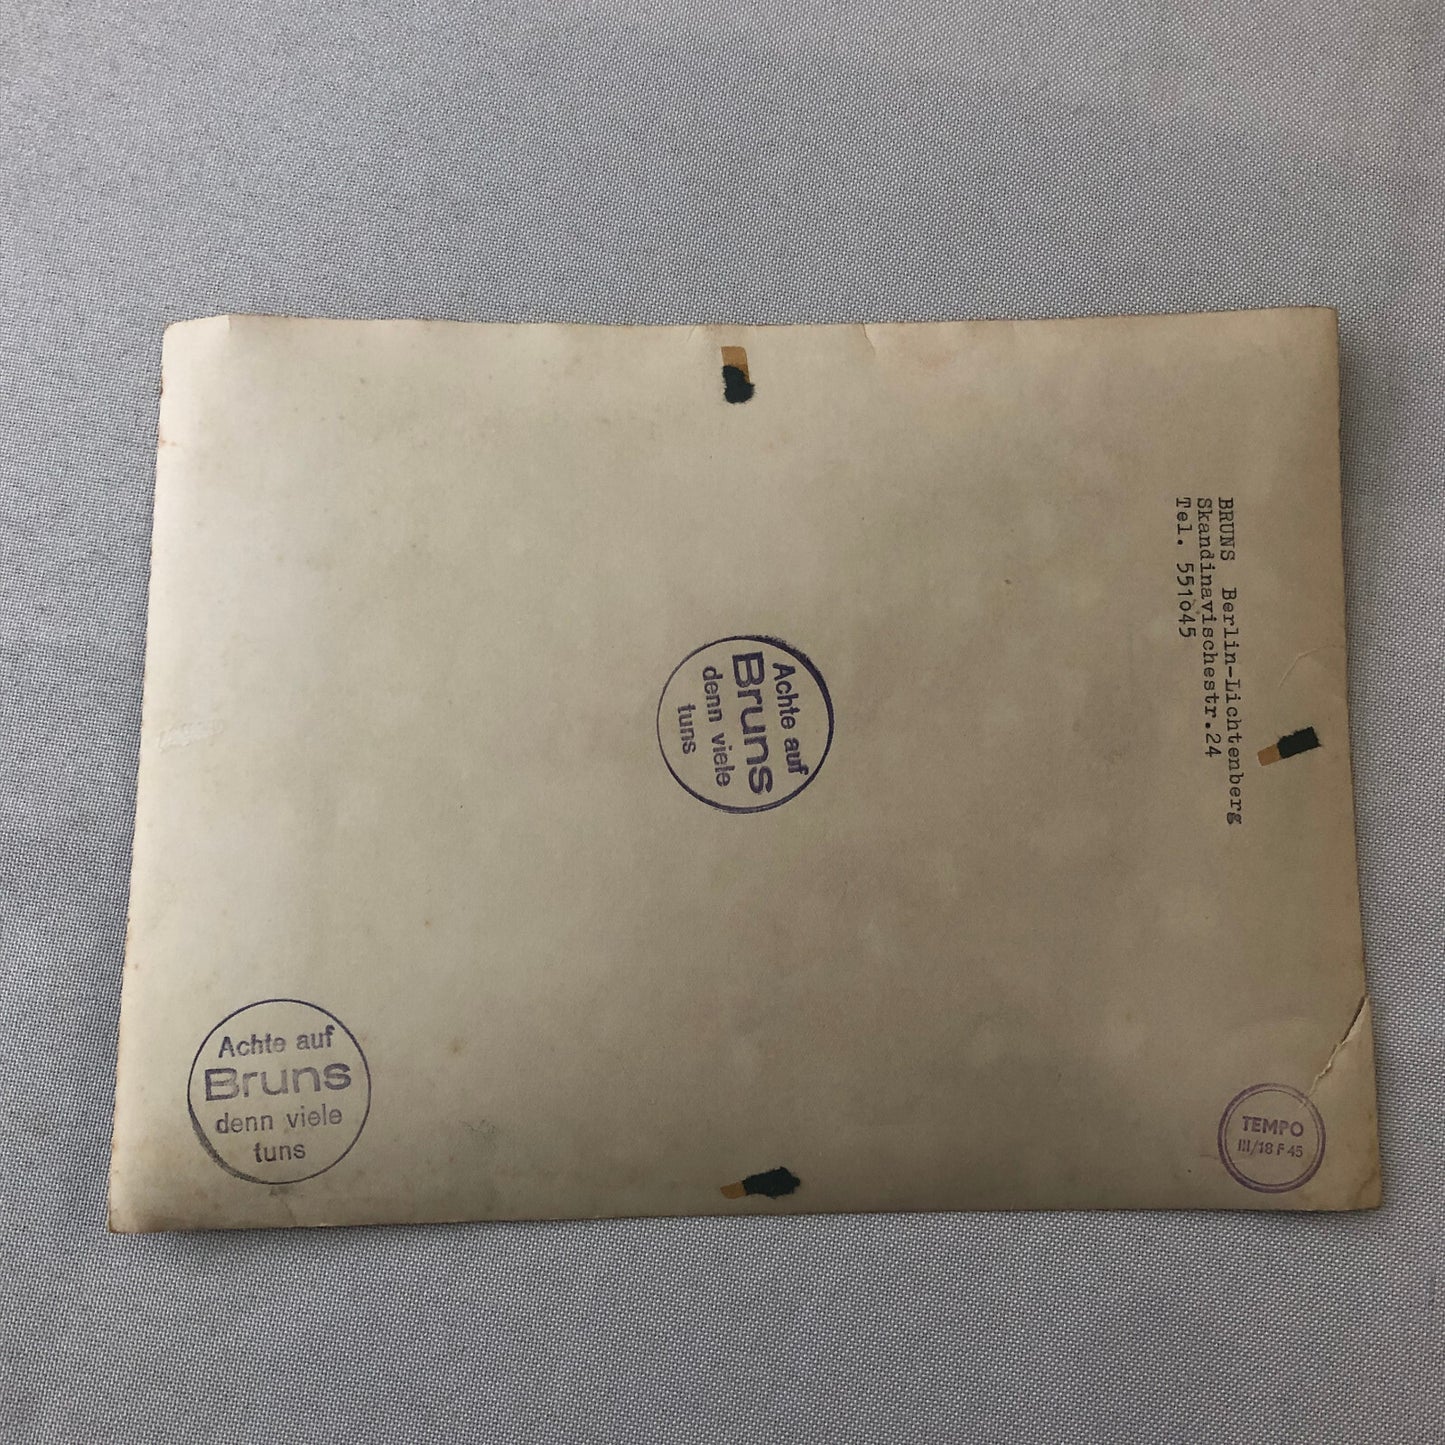 BRUNS Berlin-Lichtenberg
Skandinavischestr.24
Tel. 551o45
Achte auf
Bruns
denn viele
tuns
Achte auf
Bruns
denn viele
tuns
TEMPO
III/18 F 45